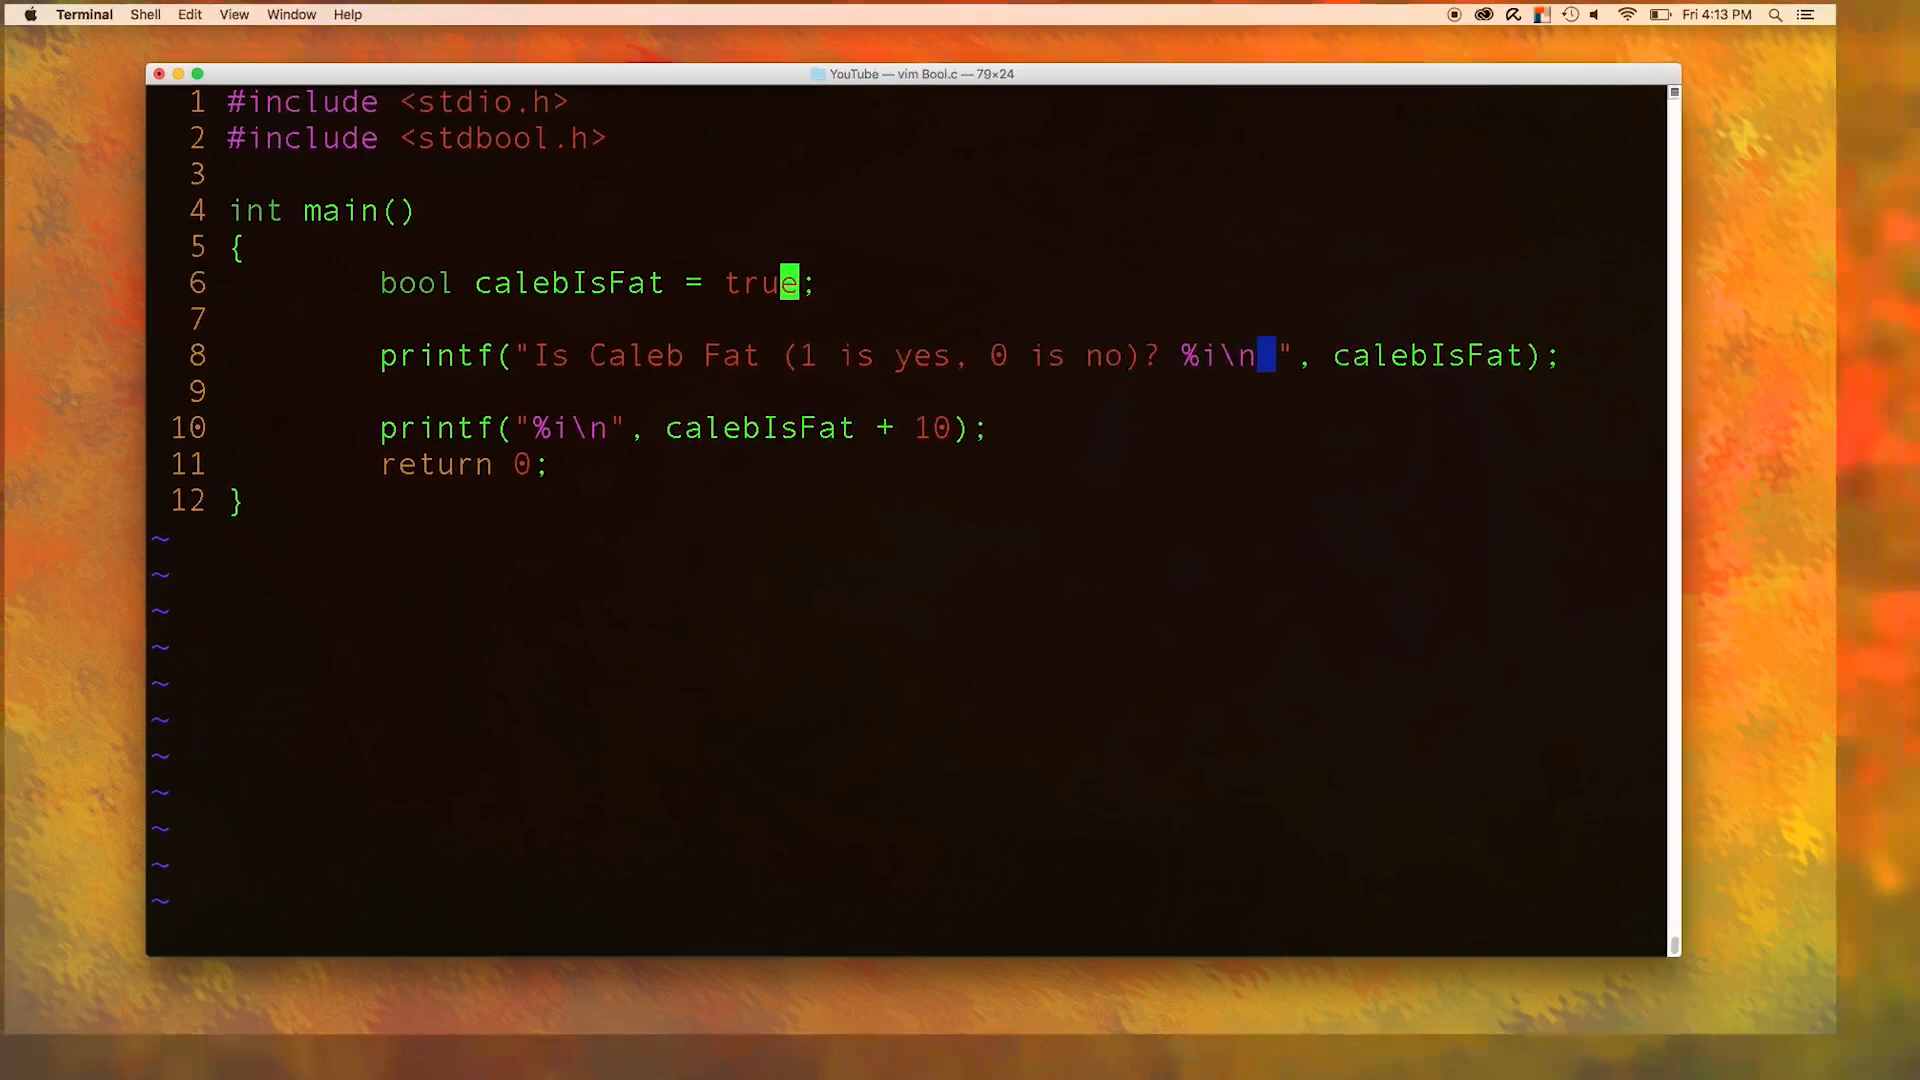 Terminal Shell Edit View Window Help Fri 4:13 PM
YouTube — vim Bool.c — 79×24
1 #include <stdio.h>
2 #include <stdbool.h>
3
4 int main()
5 {
6 bool calebIsFat = true;
7
8 printf("Is Caleb Fat (1 is yes, 0 is no)? %i\n ", calebIsFat);
9
10 printf("%i\n", calebIsFat + 10);
11 return 0;
12 }
~
~
~
~
~
~
~
~
~
~
~